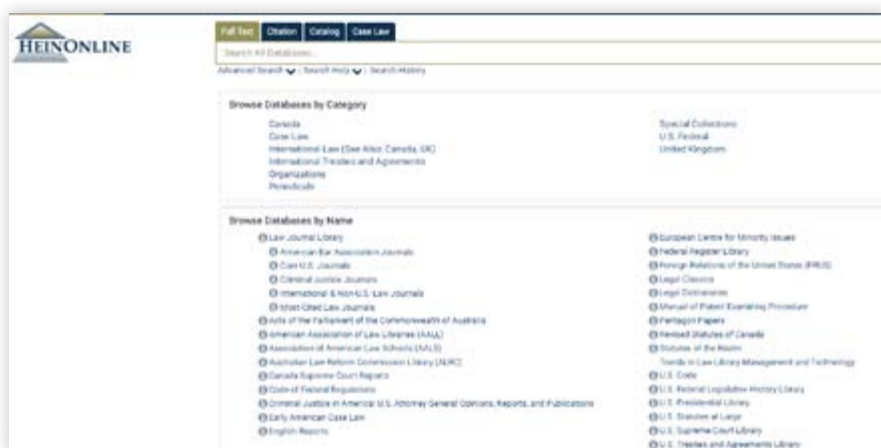 HEINONLINE
Full Text Citation Catalog Case Law
Search All Databases...
Advanced Search | Search Help | Search History
Browse Databases by Category
Canada
Case Law
International Law (See Also: Canada, UK)
International Treaties and Agreements
Organizations
Periodicals
Special Collections
U.S. Federal
United Kingdom
Browse Databases by Name
Law Journal Library
American Bar Association Journals
Core U.S. Journals
Criminal Justice Journals
International & Non-U.S. Law Journals
Most-Cited Law Journals
Acts of the Parliament of the Commonwealth of Australia
American Association of Law Libraries (AALL)
Association of American Law Schools (AALS)
Australian Law Reform Commission Library (ALRC)
Canada Supreme Court Reports
Code of Federal Regulations
Criminal Justice in America: U.S. Attorney General Opinions, Reports, and Publications
Early American Case Law
English Reports
European Centre for Minority Issues
Federal Register Library
Foreign Relations of the United States (FRUS)
Legal Classics
Legal Dictionaries
Manual of Patent Examining Procedure
Pentagon Papers
Revised Statutes of Canada
Statutes of the Realm
Trends in Law Library Management and Technology
U.S. Code
U.S. Federal Legislative History Library
U.S. Presidential Library
U.S. Statutes at Large
U.S. Supreme Court Library
U.S. Treaties and Agreements Library